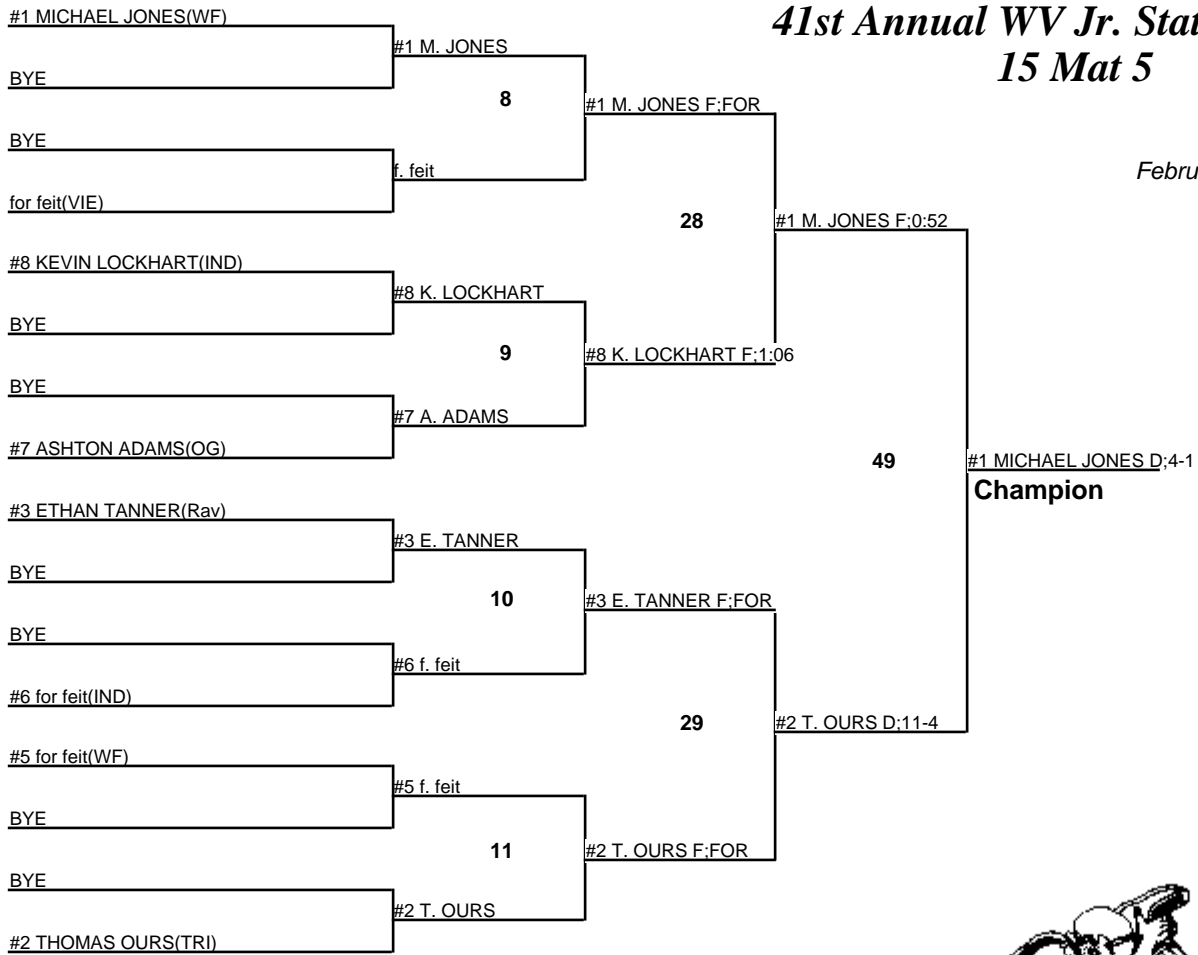 41st Annual WV Jr. Stat
15 Mat 5
Febru
#1 MICHAEL JONES(WF)
BYE
BYE
for feit(VIE)
#8 KEVIN LOCKHART(IND)
BYE
BYE
#7 ASHTON ADAMS(OG)
#3 ETHAN TANNER(Rav)
BYE
BYE
#6 for feit(IND)
#5 for feit(WF)
BYE
BYE
#2 THOMAS OURS(TRI)
#1 M. JONES
f. feit
#8 K. LOCKHART
#7 A. ADAMS
#3 E. TANNER
#6 f. feit
#5 f. feit
#2 T. OURS
8
9
10
11
#1 M. JONES F;FOR
#8 K. LOCKHART F;1:06
#3 E. TANNER F;FOR
#2 T. OURS F;FOR
28
29
#1 M. JONES F;0:52
#2 T. OURS D;11-4
49
#1 MICHAEL JONES D;4-1
Champion